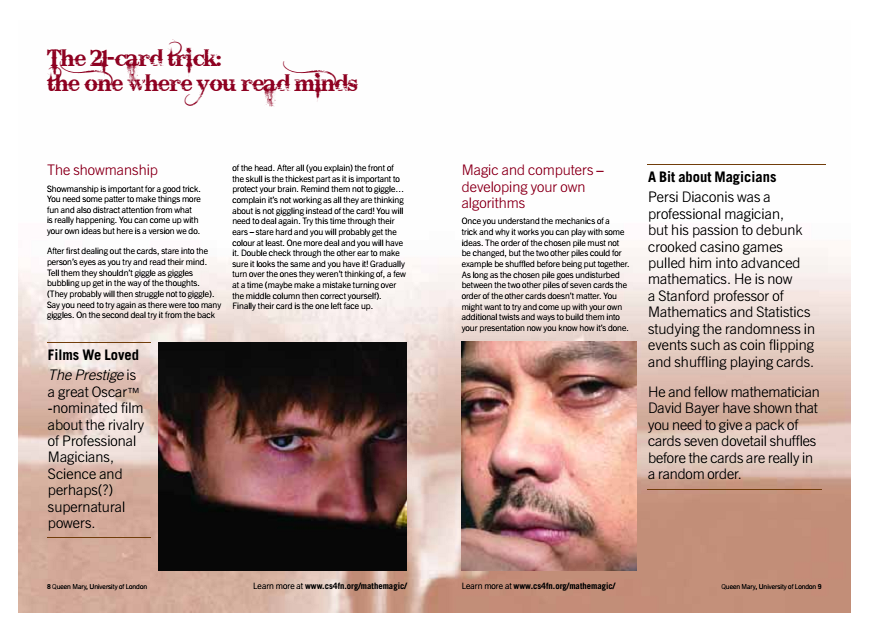 The 21-card trick:
the one where you read minds
The showmanship
Showmanship is important for a good trick.
You need some patter to make things more
fun and also distract attention from what
is really happening. You can come up with
your own ideas but here is a version we do.
After first dealing out the cards, stare into the
person's eyes as you try and read their mind.
Tell them they shouldn't giggle as giggles
bubbling up get in the way of the thoughts.
(They probably will then struggle not to giggle).
Say you need to try again as there were too many
giggles. On the second deal try it from the back
of the head. After all (you explain) the front of
the skull is the thickest part as it is important to
protect your brain. Remind them not to giggle…
complain it's not working as all they are thinking
about is not giggling instead of the card! You will
need to deal again. Try this time through their
ears – stare hard and you will probably get the
colour at least. One more deal and you will have
it. Double check through the other ear to make
sure it looks the same and you have it! Gradually
turn over the ones they weren't thinking of, a few
at a time (maybe make a mistake turning over
the middle column then correct yourself).
Finally their card is the one left face up.
Films We Loved
The Prestige is
a great Oscar™
-nominated film
about the rivalry
of Professional
Magicians,
Science and
perhaps(?)
supernatural
powers.
8 Queen Mary, University of London
Learn more at www.cs4fn.org/mathemagic/
Magic and computers –
developing your own
algorithms
Once you understand the mechanics of a
trick and why it works you can play with some
ideas. The order of the chosen pile must not
be changed, but the two other piles could for
example be shuffled before being put together.
As long as the chosen pile goes undisturbed
between the two other piles of seven cards the
order of the other cards doesn't matter. You
might want to try and come up with your own
additional twists and ways to build them into
your presentation now you know how it's done.
A Bit about Magicians
Persi Diaconis was a
professional magician,
but his passion to debunk
crooked casino games
pulled him into advanced
mathematics. He is now
a Stanford professor of
Mathematics and Statistics
studying the randomness in
events such as coin flipping
and shuffling playing cards.
He and fellow mathematician
David Bayer have shown that
you need to give a pack of
cards seven dovetail shuffles
before the cards are really in
a random order.
Learn more at www.cs4fn.org/mathemagic/
Queen Mary, University of London 9